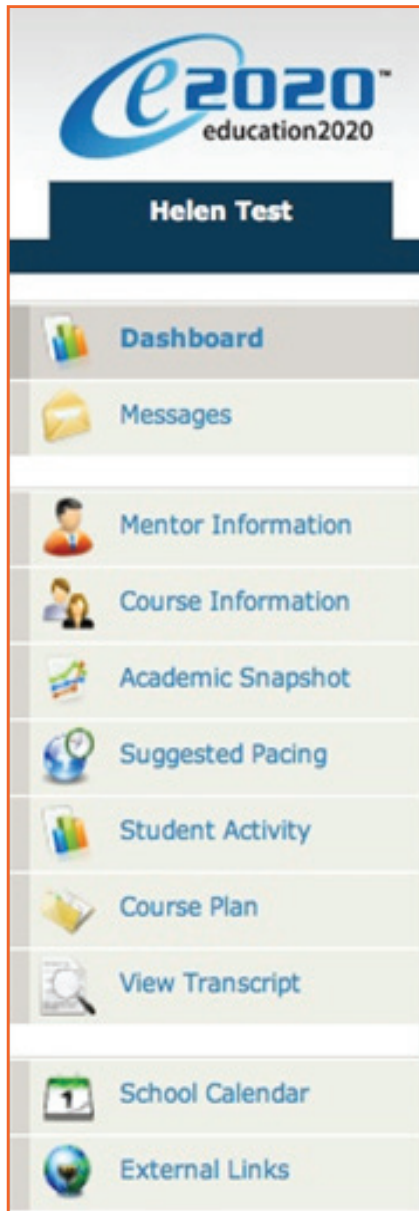 e2020™
education2020
Helen Test
Dashboard
Messages
Mentor Information
Course Information
Academic Snapshot
Suggested Pacing
Student Activity
Course Plan
View Transcript
1
School Calendar
External Links